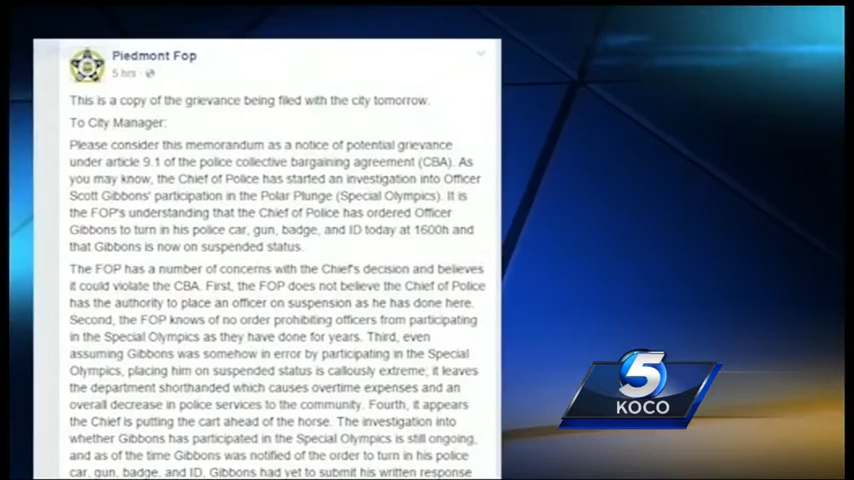 Piedmont Fop
5 hrs ·
This is a copy of the grievance being filed with the city tomorrow.
To City Manager:
Please consider this memorandum as a notice of potential grievance
under article 9.1 of the police collective bargaining agreement (CBA). As
you may know, the Chief of Police has started an investigation into Officer
Scott Gibbons' participation in the Polar Plunge (Special Olympics). It is
the FOP's understanding that the Chief of Police has ordered Officer
Gibbons to turn in his police car, gun, badge, and ID today at 1600h and
that Gibbons is now on suspended status.
The FOP has a number of concerns with the Chief's decision and believes
it could violate the CBA. First, the FOP does not believe the Chief of Police
has the authority to place an officer on suspension as he has done here.
Second, the FOP knows of no order prohibiting officers from participating
in the Special Olympics as they have done for years. Third, even
assuming Gibbons was somehow in error by participating in the Special
Olympics, placing him on suspended status is callously extreme; it leaves
the department shorthanded which causes overtime expenses and an
overall decrease in police services to the community. Fourth, it appears
the Chief is putting the cart ahead of the horse. The investigation into
whether Gibbons has participated in the Special Olympics is still ongoing,
and as of the time Gibbons was notified of the order to turn in his police
car, gun, badge, and ID, Gibbons had yet to submit his written response
5
KOCO